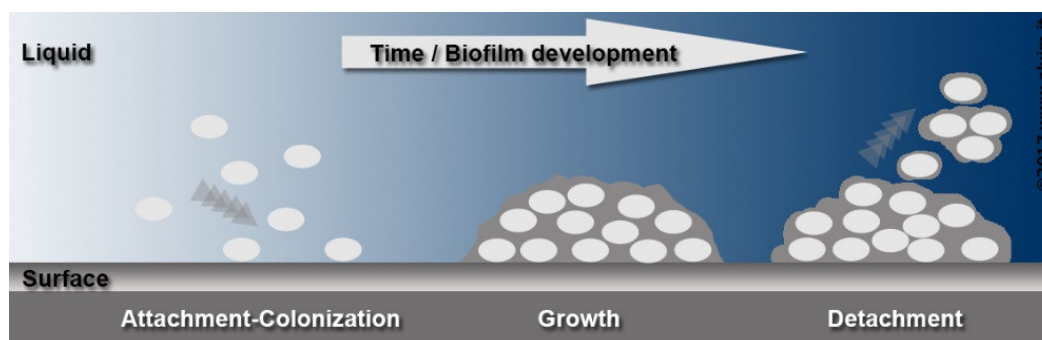 Liquid
Time / Biofilm development
Surface
Attachment-Colonization
Growth
Detachment